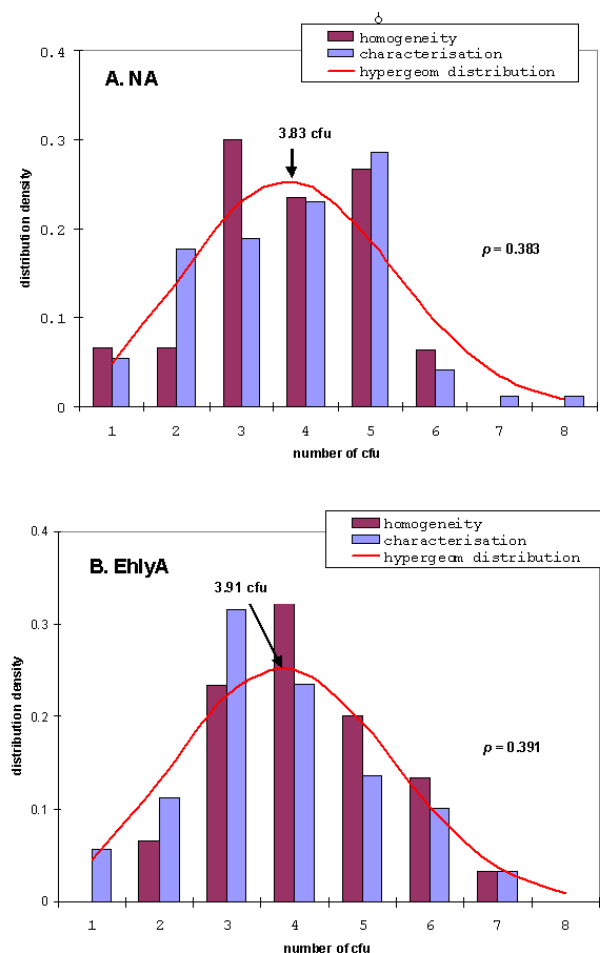 homogeneity
characterisation
hypergeom distribution
A. NA
3.83 cfu
ρ = 0.383
distribution density
0.4
0.3
0.2
0.1
0
1 2 3 4 5 6 7 8
number of cfu
homogeneity
characterisation
hypergeom distribution
B. EhlyA
3.91 cfu
ρ = 0.391
distribution density
0.4
0.3
0.2
0.1
0
1 2 3 4 5 6 7 8
number of cfu